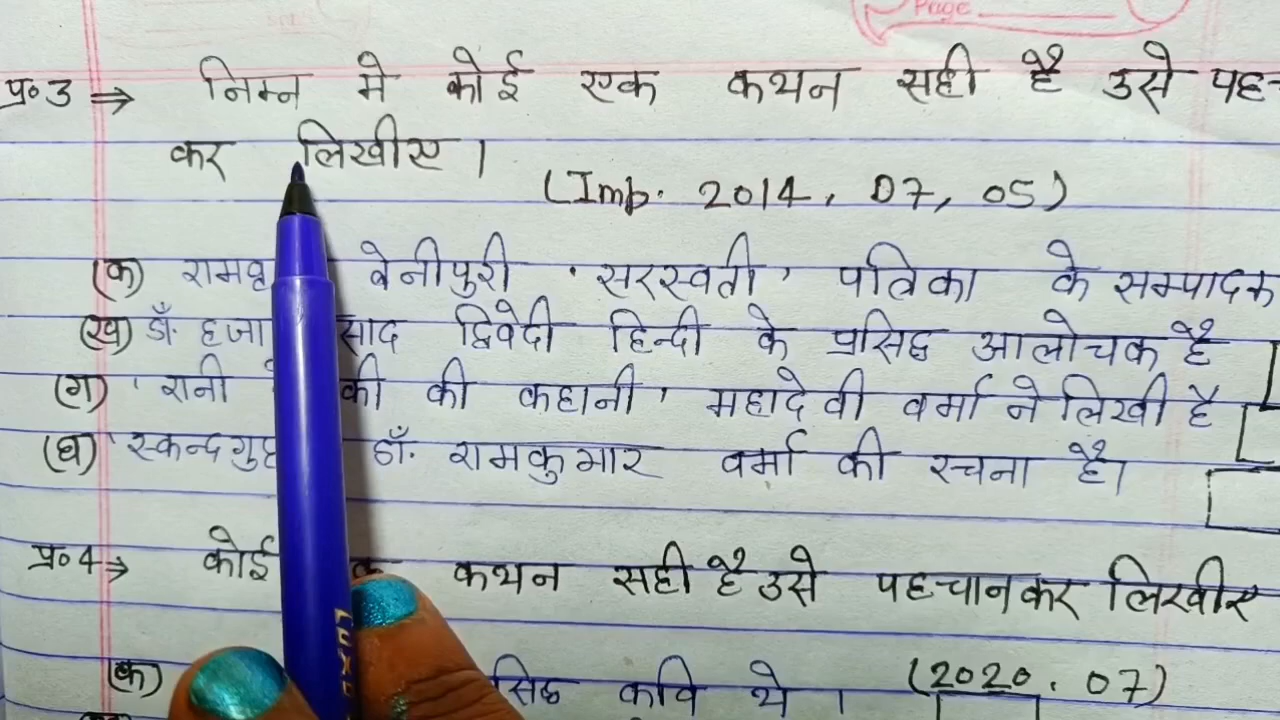 Page
प्र०3 ⇒ निम्न मे कोई एक कथन सही है उसे पह-
कर लिखीए।
(Imp. 2014, 07, 05)
(क) रामवृ बेनीपुरी 'सरस्वती' पत्रिका के सम्पादक
(ख) डॉ. हजा साद द्विवेदी हिन्दी के प्रसिद्ध आलोचक है
(ग) 'रानी की की कहानी' महादेवी वर्मा ने लिखी है
(घ) 'स्कन्दगु डॉ. रामकुमार वर्मा की रचना है।
प्र०4→ कोई कथन सही है उसे पहचानकर लिखीए
(2020, 07)
(क) सिद्ध कवि थे।